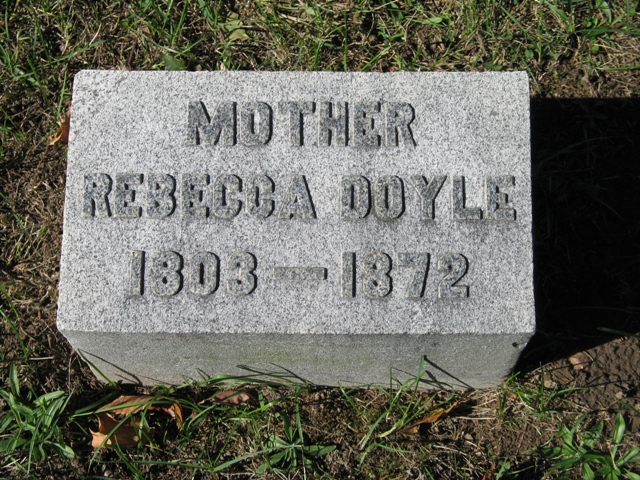 MOTHER
REBECCA DOYLE
1803 — 1872